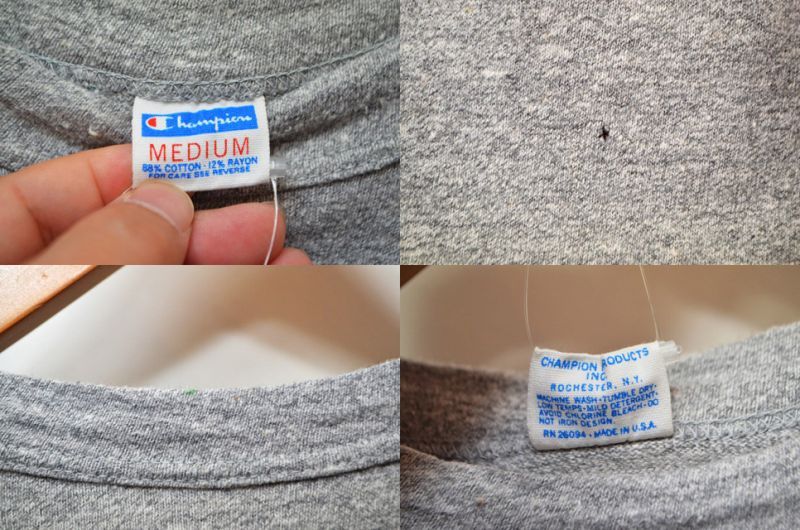 Champion
MEDIUM
88% COTTON · 12% RAYON
FOR CARE SEE REVERSE
CHAMPION PRODUCTS
INC.
ROCHESTER, N.Y.
MACHINE WASH · TUMBLE DRY ·
LOW TEMPS · MILD DETERGENT ·
AVOID CHLORINE BLEACH · DO
NOT IRON DESIGN.
RN 26094 · MADE IN U.S.A.